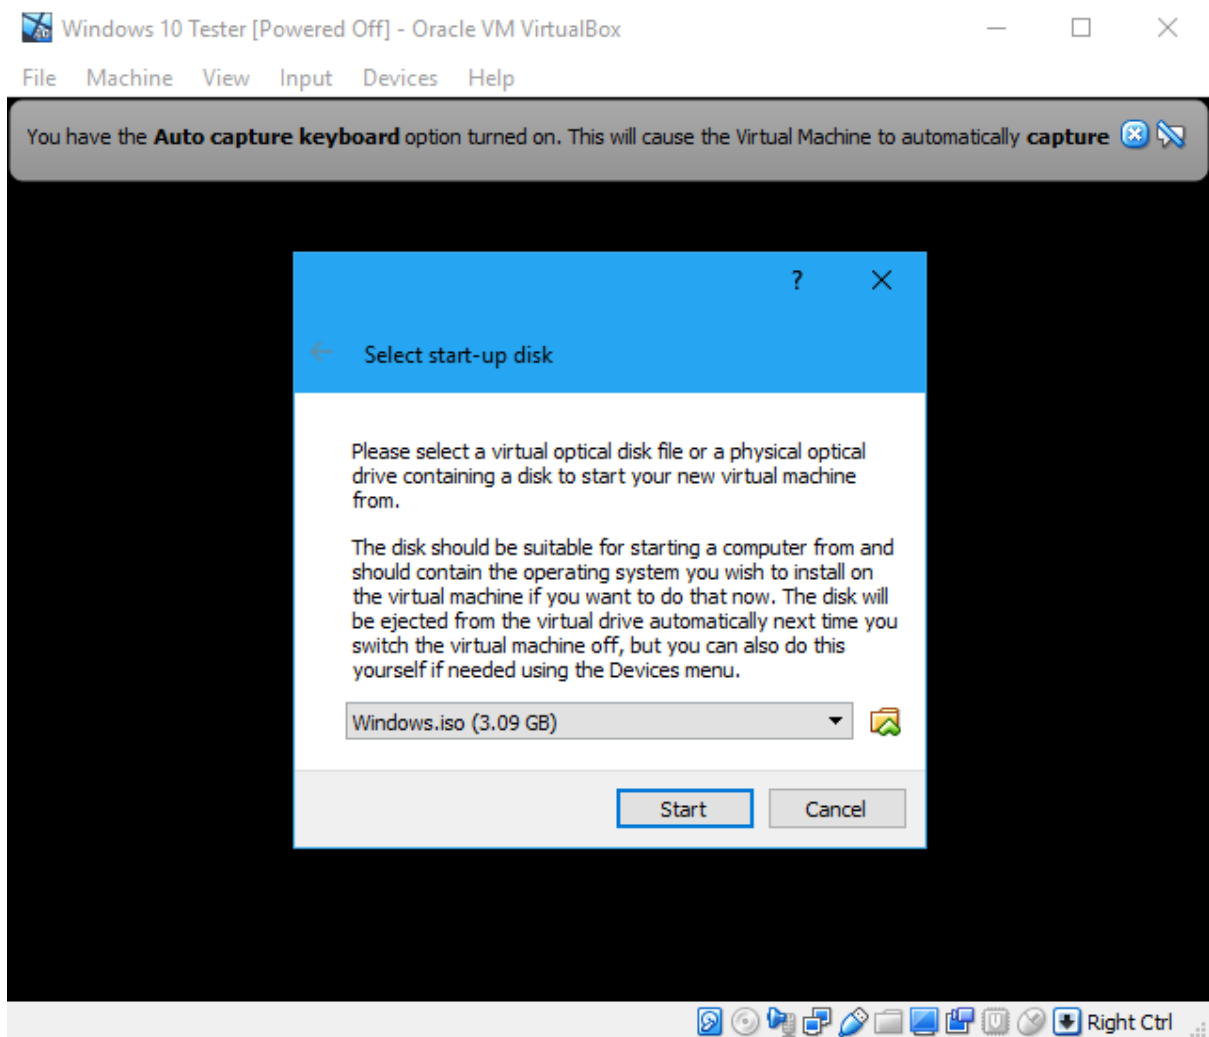 Windows 10 Tester [Powered Off] - Oracle VM VirtualBox
File Machine View Input Devices Help
You have the Auto capture keyboard option turned on. This will cause the Virtual Machine to automatically capture
?
Select start-up disk
Please select a virtual optical disk file or a physical optical
drive containing a disk to start your new virtual machine
from.
The disk should be suitable for starting a computer from and
should contain the operating system you wish to install on
the virtual machine if you want to do that now. The disk will
be ejected from the virtual drive automatically next time you
switch the virtual machine off, but you can also do this
yourself if needed using the Devices menu.
Windows.iso (3.09 GB)
Start Cancel
Right Ctrl